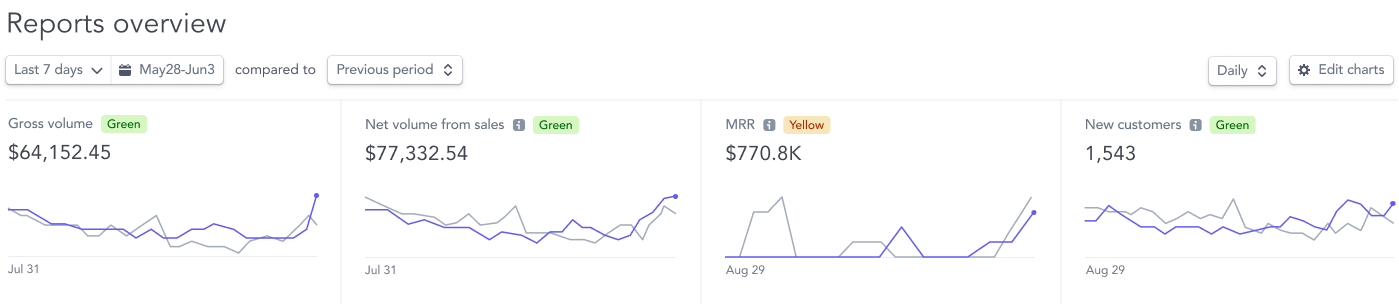 Reports overview
Last 7 days May28-Jun3 compared to Previous period Daily Edit charts
Gross volume Green
$64,152.45
Jul 31
Net volume from sales Green
$77,332.54
Jul 31
MRR Yellow
$770.8K
Aug 29
New customers Green
1,543
Aug 29